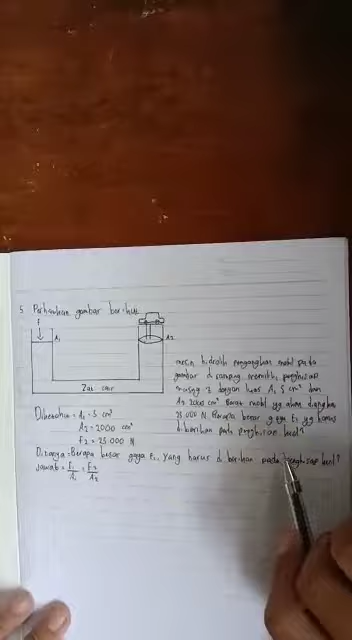 5. Perhatikan gambar berikut
F
A₁
A2
Zat cair
mesin hidrolik pengangkat mobil pada
gambar di samping memiliki penghisap
masing 2 dengan luas A₁ 5 cm² dan
A2 2000 cm² Berat mobil yg akan diangkat
25 000 N Berapa besar gaya F₁ yg harus
diberikan pada penghisap kecil?
Diketahui = A₁ = 5 cm²
A2 = 2000 cm²
F2 = 25 000 N
Ditanya = Berapa besar gaya F₁, yang harus di berikan pada penghisap kecil?
Jawab = F₁/A₁ = F2/A2